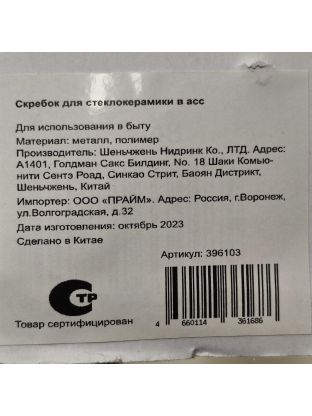 Скребок для стеклокерамики в асс
Для использования в быту
Материал: металл, полимер
Производитель: Шеньчжень Нидринк Ко., ЛТД. Адрес:
А1401, Голдман Сакс Билдинг, No. 18 Шаки Комью-
нити Сентэ Роад, Синкао Стрит, Баоян Дистрикт,
Шеньчжень, Китай
Импортер: ООО «ПРАЙМ». Адрес: Россия, г.Воронеж,
ул.Волгоградская, д.32
Дата изготовления: октябрь 2023
Сделано в Китае
Артикул: 396103
СТР
Товар сертифицирован
4 660114 361686